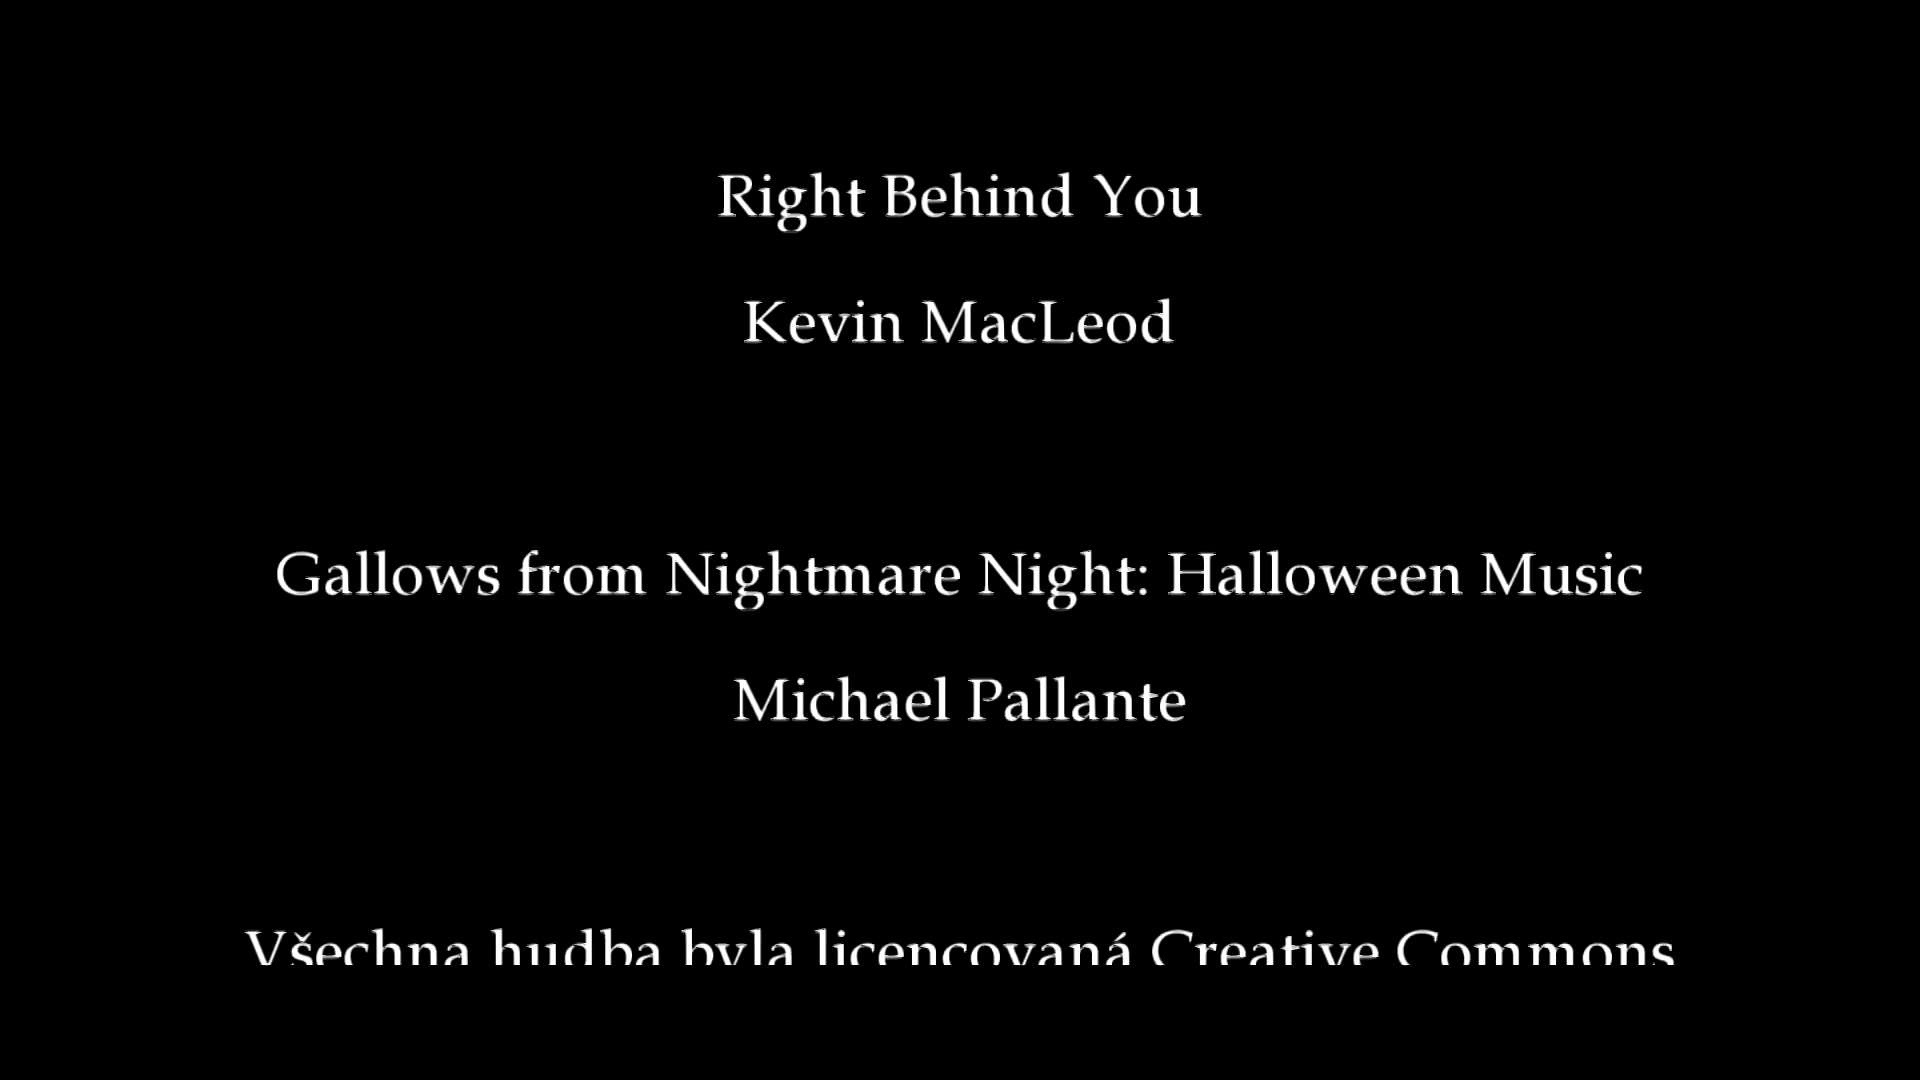 Right Behind You
Kevin MacLeod
Gallows from Nightmare Night: Halloween Music
Michael Pallante
Všechna hudba byla licencovaná Creative Commons